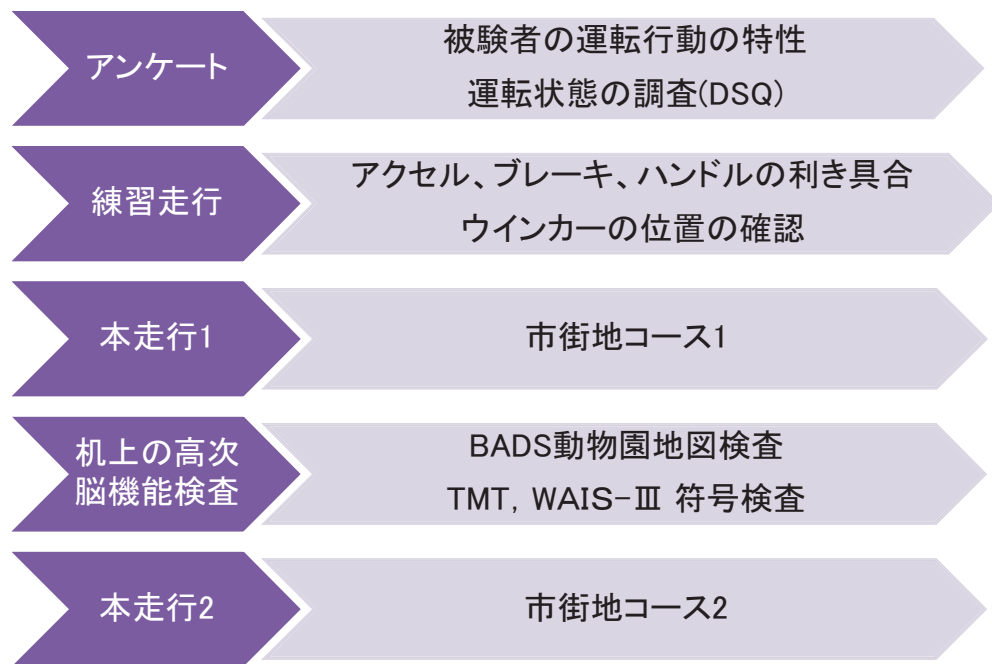 アンケート
被験者の運転行動の特性
運転状態の調査(DSQ)
練習走行
アクセル、ブレーキ、ハンドルの利き具合
ウインカーの位置の確認
本走行1
市街地コース1
机上の高次
脳機能検査
BADS動物園地図検査
TMT, WAIS-Ⅲ 符号検査
本走行2
市街地コース2